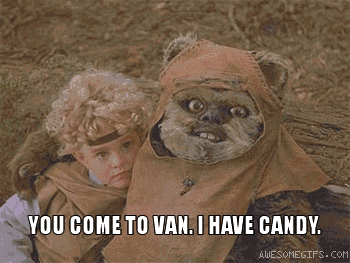 YOU COME TO VAN. I HAVE CANDY.
AWESOMEGIFS.COM